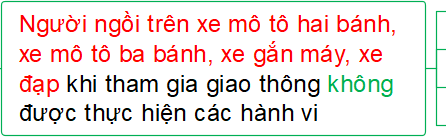 Người ngồi trên xe mô tô hai bánh,
xe mô tô ba bánh, xe gắn máy, xe
đạp khi tham gia giao thông không
được thực hiện các hành vi